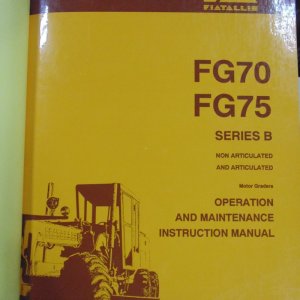 FIATALLIS
FG70
FG75
SERIES B
NON ARTICULATED
AND ARTICULATED
Motor Graders
OPERATION
AND MAINTENANCE
INSTRUCTION MANUAL